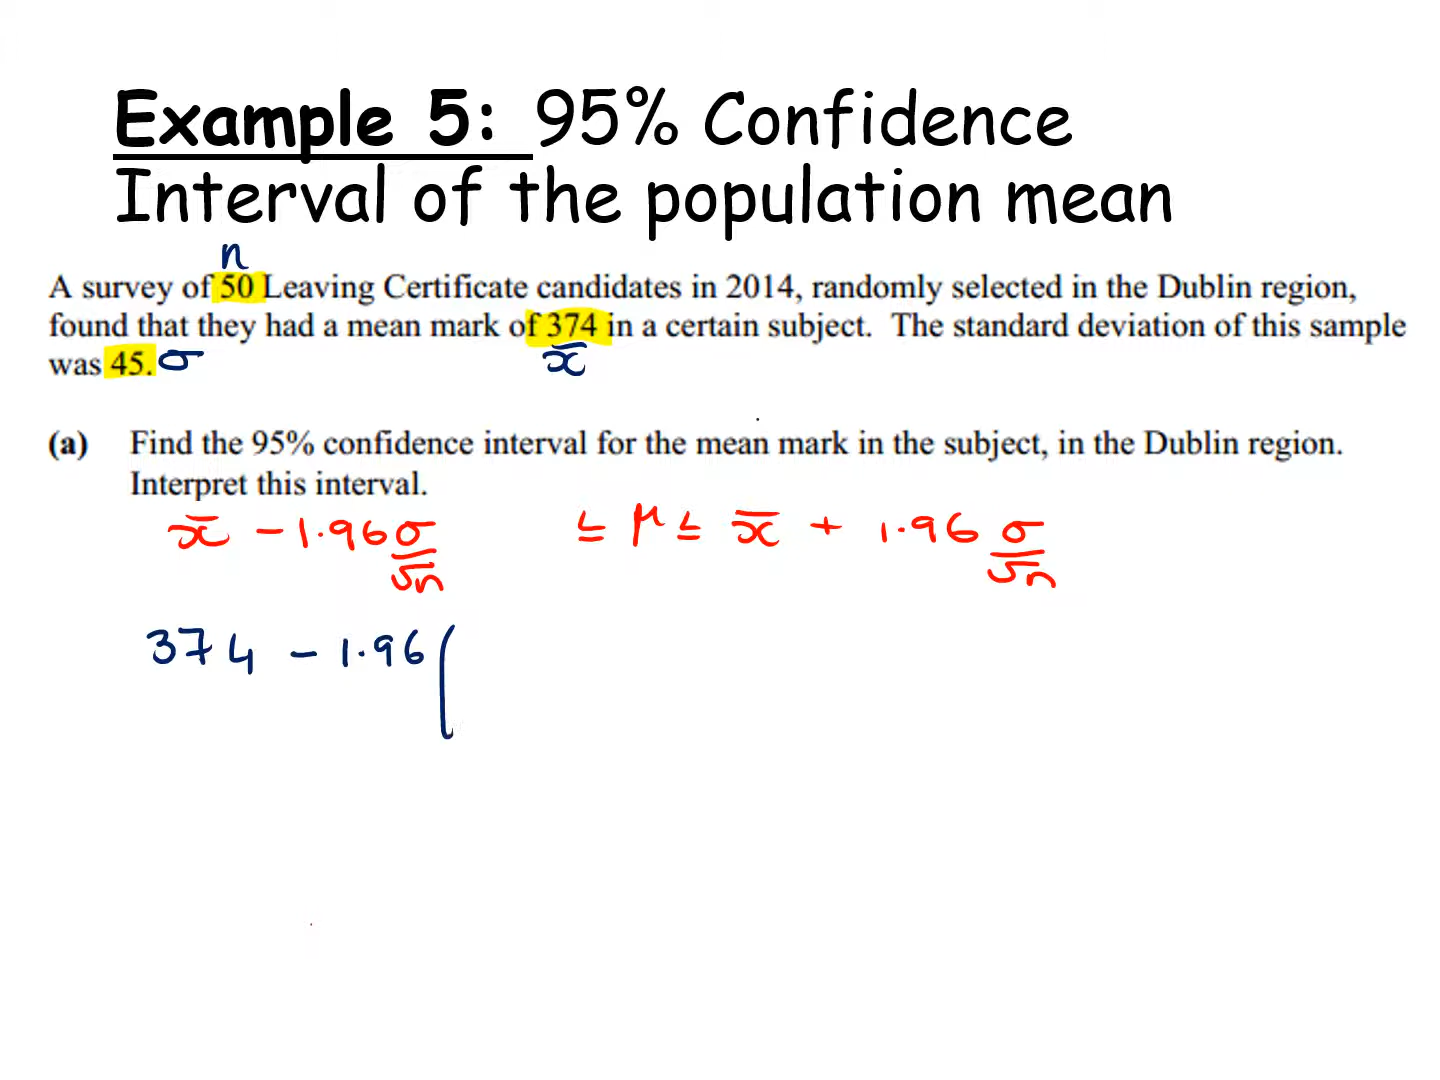 Example 5: 95% Confidence
Interval of the population mean
n
A survey of 50 Leaving Certificate candidates in 2014, randomly selected in the Dublin region,
found that they had a mean mark of 374 in a certain subject. The standard deviation of this sample
was 45. σ x̄
(a) Find the 95% confidence interval for the mean mark in the subject, in the Dublin region.
Interpret this interval.
x̄ - 1.96 σ/√n ≤ μ ≤ x̄ + 1.96 σ/√n
374 - 1.96 (